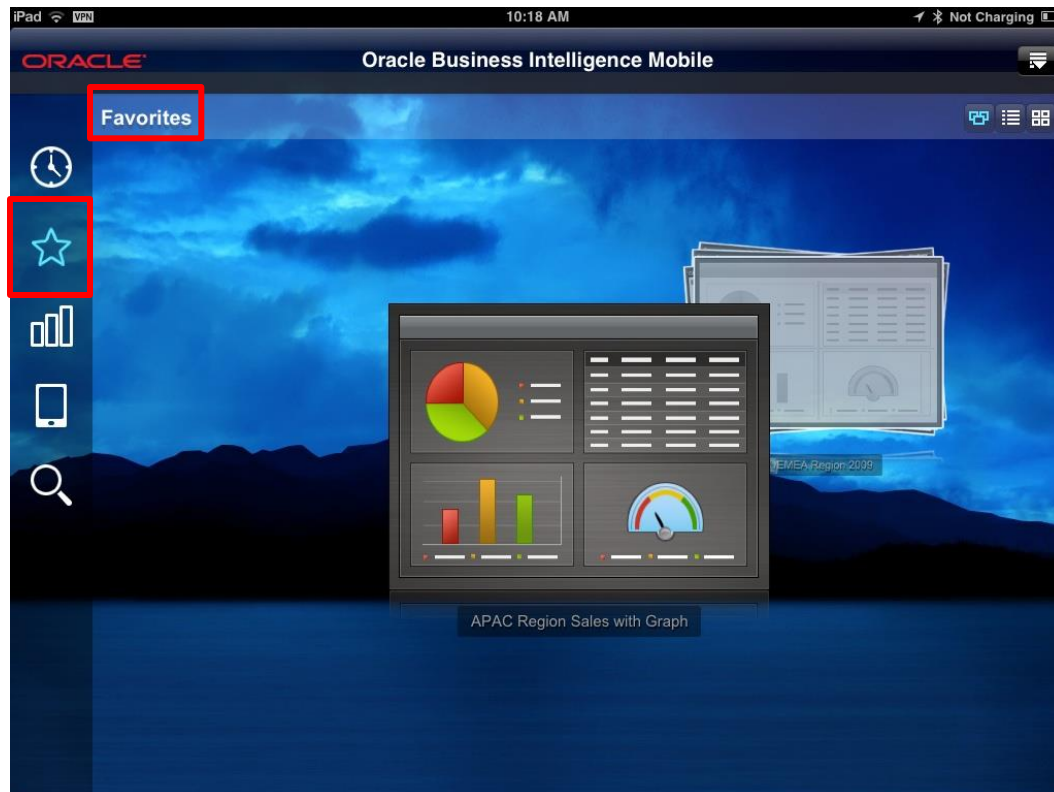 iPad VPN 10:18 AM Not Charging
ORACLE Oracle Business Intelligence Mobile
Favorites
EMEA Region 2009
APAC Region Sales with Graph